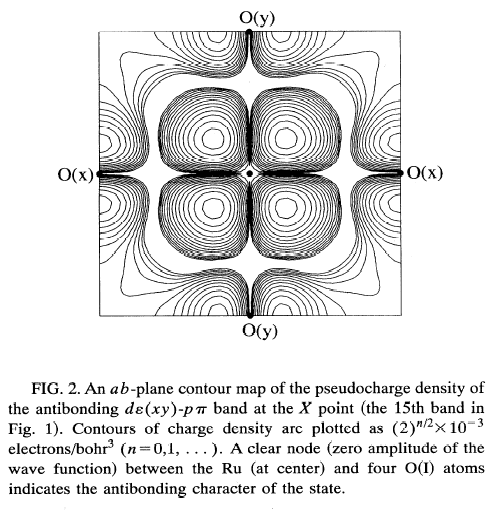 O(y)
O(x)
O(x)
O(y)
FIG. 2. An ab-plane contour map of the pseudocharge density of
the antibonding dε(xy)-pπ band at the X point (the 15th band in
Fig. 1). Contours of charge density are plotted as (2)^{n/2}×10^{-3}
electrons/bohr^3 (n=0,1, . . . ). A clear node (zero amplitude of the
wave function) between the Ru (at center) and four O(I) atoms
indicates the antibonding character of the state.